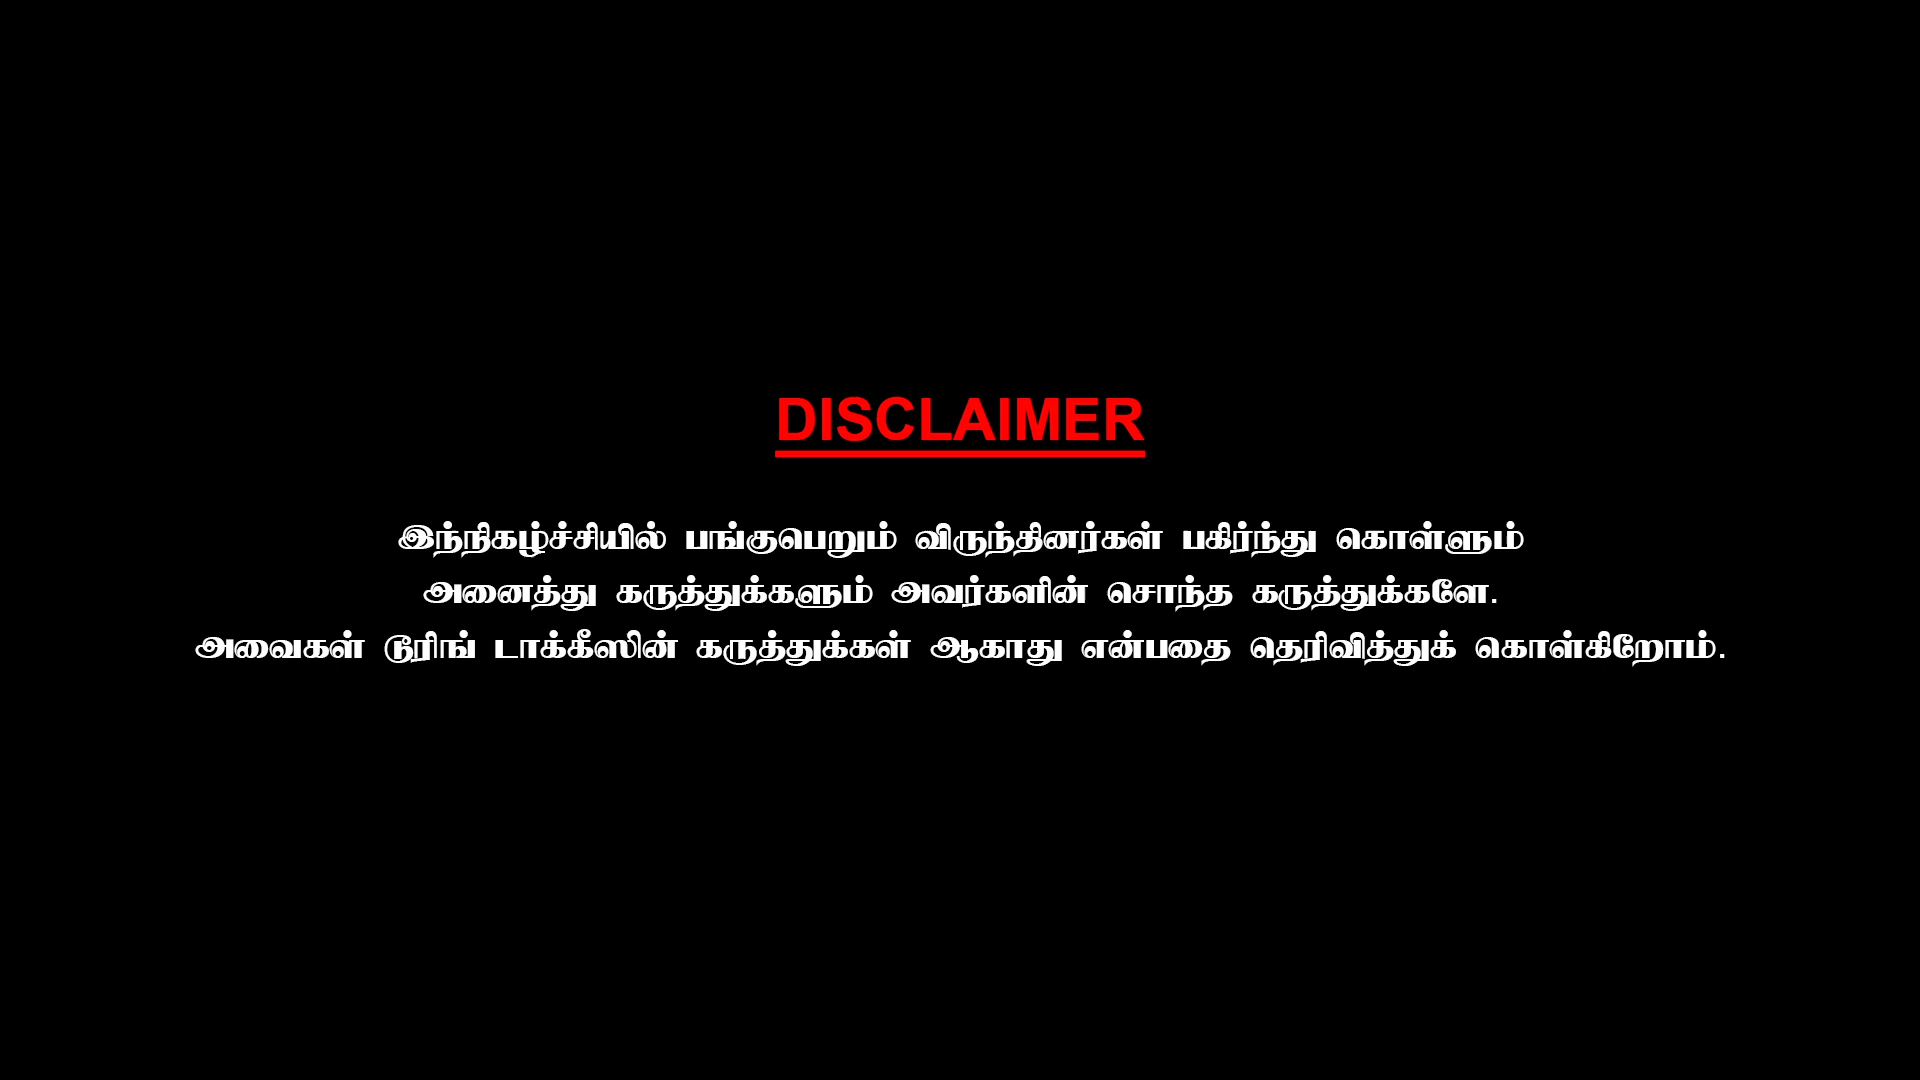 DISCLAIMER
இந்நிகழ்ச்சியில் பங்குபெறும் விருந்தினர்கள் பகிர்ந்து கொள்ளும்
அனைத்து கருத்துக்களும் அவர்களின் சொந்த கருத்துக்களே.
அவைகள் டூரிங் டாக்கீஸின் கருத்துக்கள் ஆகாது என்பதை தெரிவித்துக் கொள்கிறோம்.